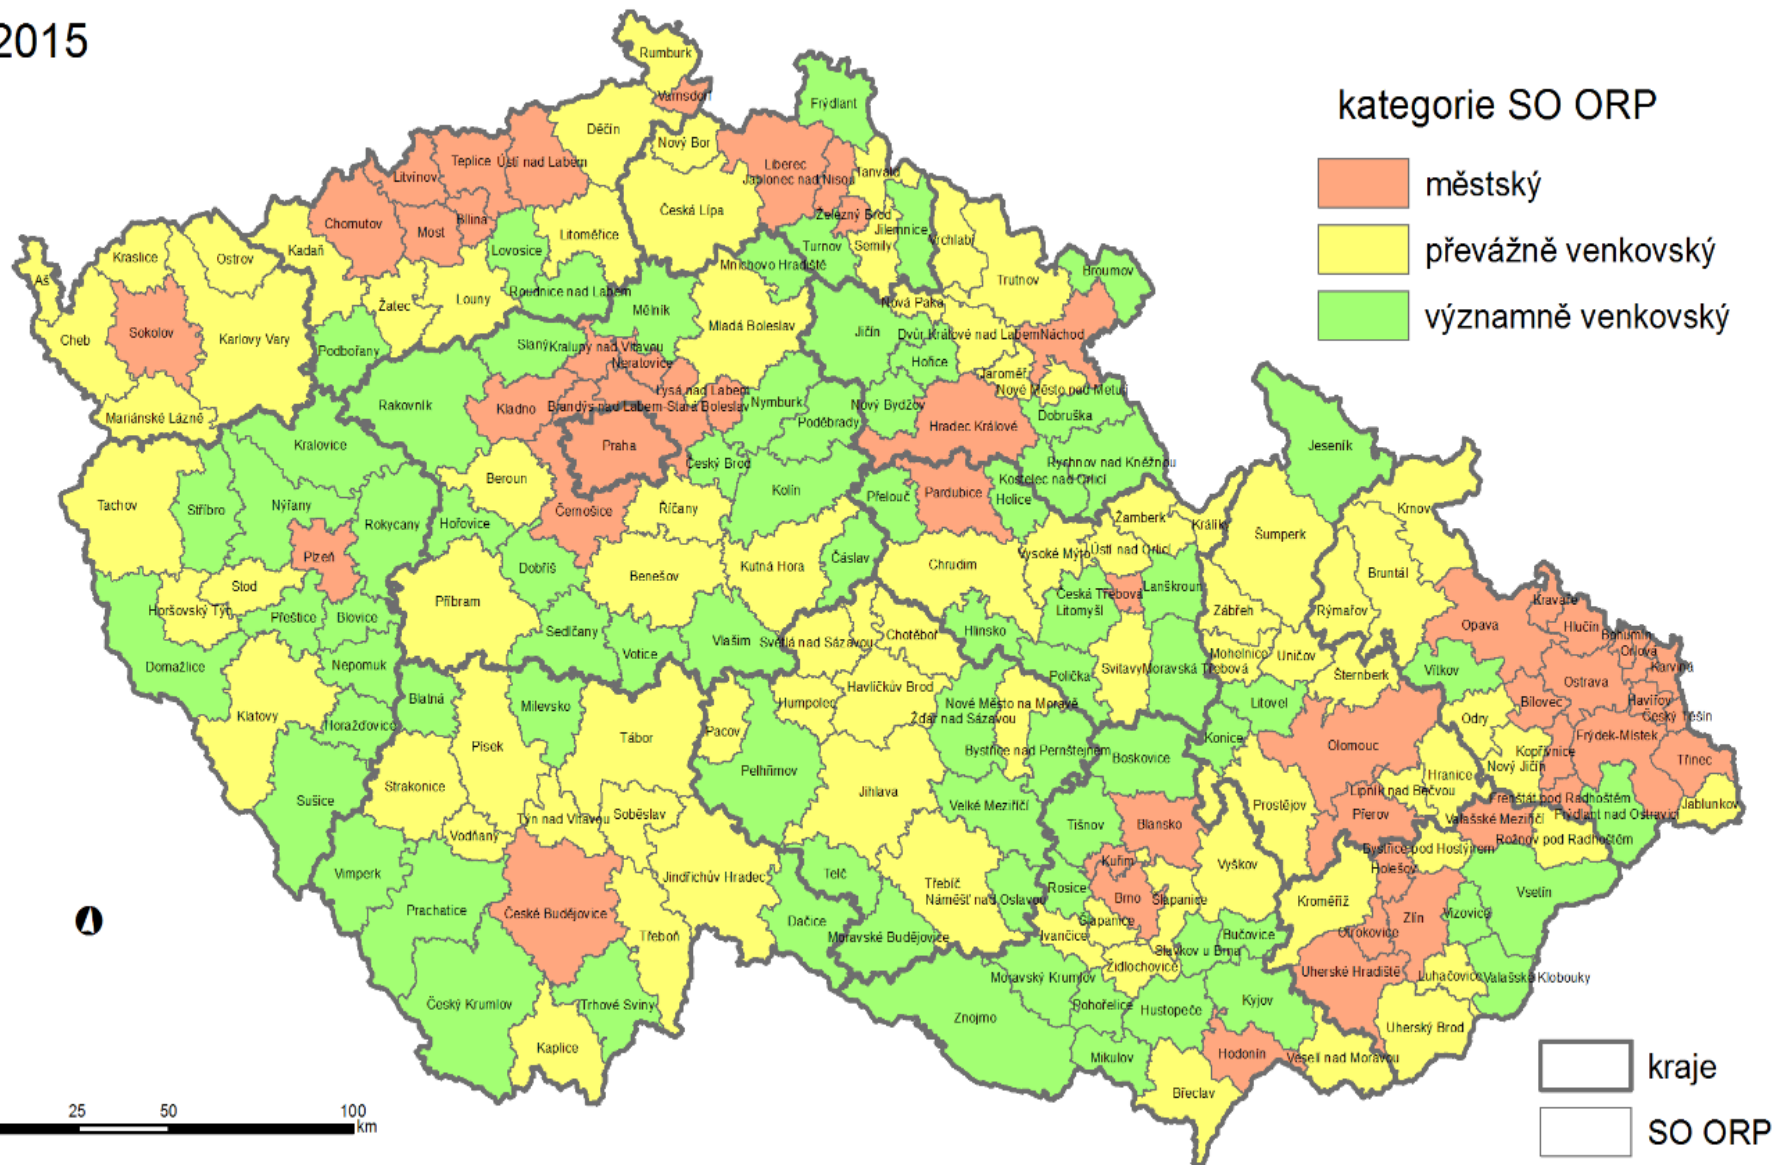 2015
kategorie SO ORP
městský
převážně venkovský
významně venkovský
Rumburk
Varnsdorf
Frýdlant
Děčín
Nový Bor
Liberec
Jablonec nad Nisou
Tanvald
Teplice
Ústí nad Labem
Litvínov
Chomutov
Most
Bílina
Česká Lípa
Železný Brod
Jilemnice
Vrchlabí
Semily
Turnov
Litoměřice
Lovosice
Kadaň
Ostrov
Kraslice
Aš
Cheb
Sokolov
Karlovy Vary
Mariánské Lázně
Podbořany
Žatec
Louny
Roudnice nad Labem
Mnichovo Hradiště
Mělník
Mladá Boleslav
Trutnov
Broumov
Nová Paka
Jičín
Dvůr Králové nad Labem
Náchod
Hořice
Jaroměř
Nové Město nad Metují
Slaný
Kralupy nad Vltavou
Neratovice
Lysá nad Labem
Brandýs nad Labem-Stará Boleslav
Nymburk
Poděbrady
Nový Bydžov
Hradec Králové
Dobruška
Rychnov nad Kněžnou
Kostelec nad Orlicí
Rakovník
Kladno
Praha
Beroun
Český Brod
Kolín
Přelouč
Pardubice
Holice
Jeseník
Kralovice
Tachov
Stříbro
Nýřany
Rokycany
Hořovice
Černošice
Říčany
Žamberk
Králíky
Šumperk
Krnov
Plzeň
Dobříš
Benešov
Kutná Hora
Čáslav
Chrudim
Vysoké Mýto
Ústí nad Orlicí
Bruntál
Stod
Horšovský Týn
Přeštice
Blovice
Příbram
Sedlčany
Votice
Vlašim
Světlá nad Sázavou
Chotěboř
Hlinsko
Česká Třebová
Litomyšl
Lanškroun
Zábřeh
Rýmařov
Kravaře
Opava
Hlučín
Bohumín
Orlová
Karviná
Domažlice
Nepomuk
Mohelnice
Uničov
Šternberk
Vítkov
Ostrava
Havířov
Český Těšín
Bílovec
Polička
Svitavy
Moravská Třebová
Klatovy
Horažďovice
Blatná
Milevsko
Písek
Tábor
Pacov
Humpolec
Havlíčkův Brod
Nové Město na Moravě
Žďár nad Sázavou
Bystřice nad Pernštejnem
Litovel
Konice
Boskovice
Olomouc
Odry
Kopřivnice
Nový Jičín
Frýdek-Místek
Třinec
Jablunkov
Pelhřimov
Jihlava
Velké Meziříčí
Tišnov
Blansko
Prostějov
Hranice
Lipník nad Bečvou
Přerov
Frenštát pod Radhoštěm
Frýdlant nad Ostravicí
Valašské Meziříčí
Rožnov pod Radhoštěm
Bystřice pod Hostýnem
Holešov
Sušice
Strakonice
Vodňany
Týn nad Vltavou
Soběslav
Jindřichův Hradec
Vimperk
Prachatice
České Budějovice
Třeboň
Telč
Dačice
Třebíč
Náměšť nad Oslavou
Moravské Budějovice
Rosice
Kuřim
Brno
Šlapanice
Šlapanice
Ivančice
Vyškov
Bučovice
Slavkov u Brna
Židlochovice
Kroměříž
Zlín
Otrokovice
Vizovice
Vsetín
Uherské Hradiště
Luhačovice
Valašské Klobouky
Uherský Brod
Český Krumlov
Trhové Sviny
Kaplice
Znojmo
Moravský Krumlov
Pohořelice
Hustopeče
Kyjov
Mikulov
Hodonín
Veselí nad Moravou
Břeclav
kraje
SO ORP
25 50 100
km